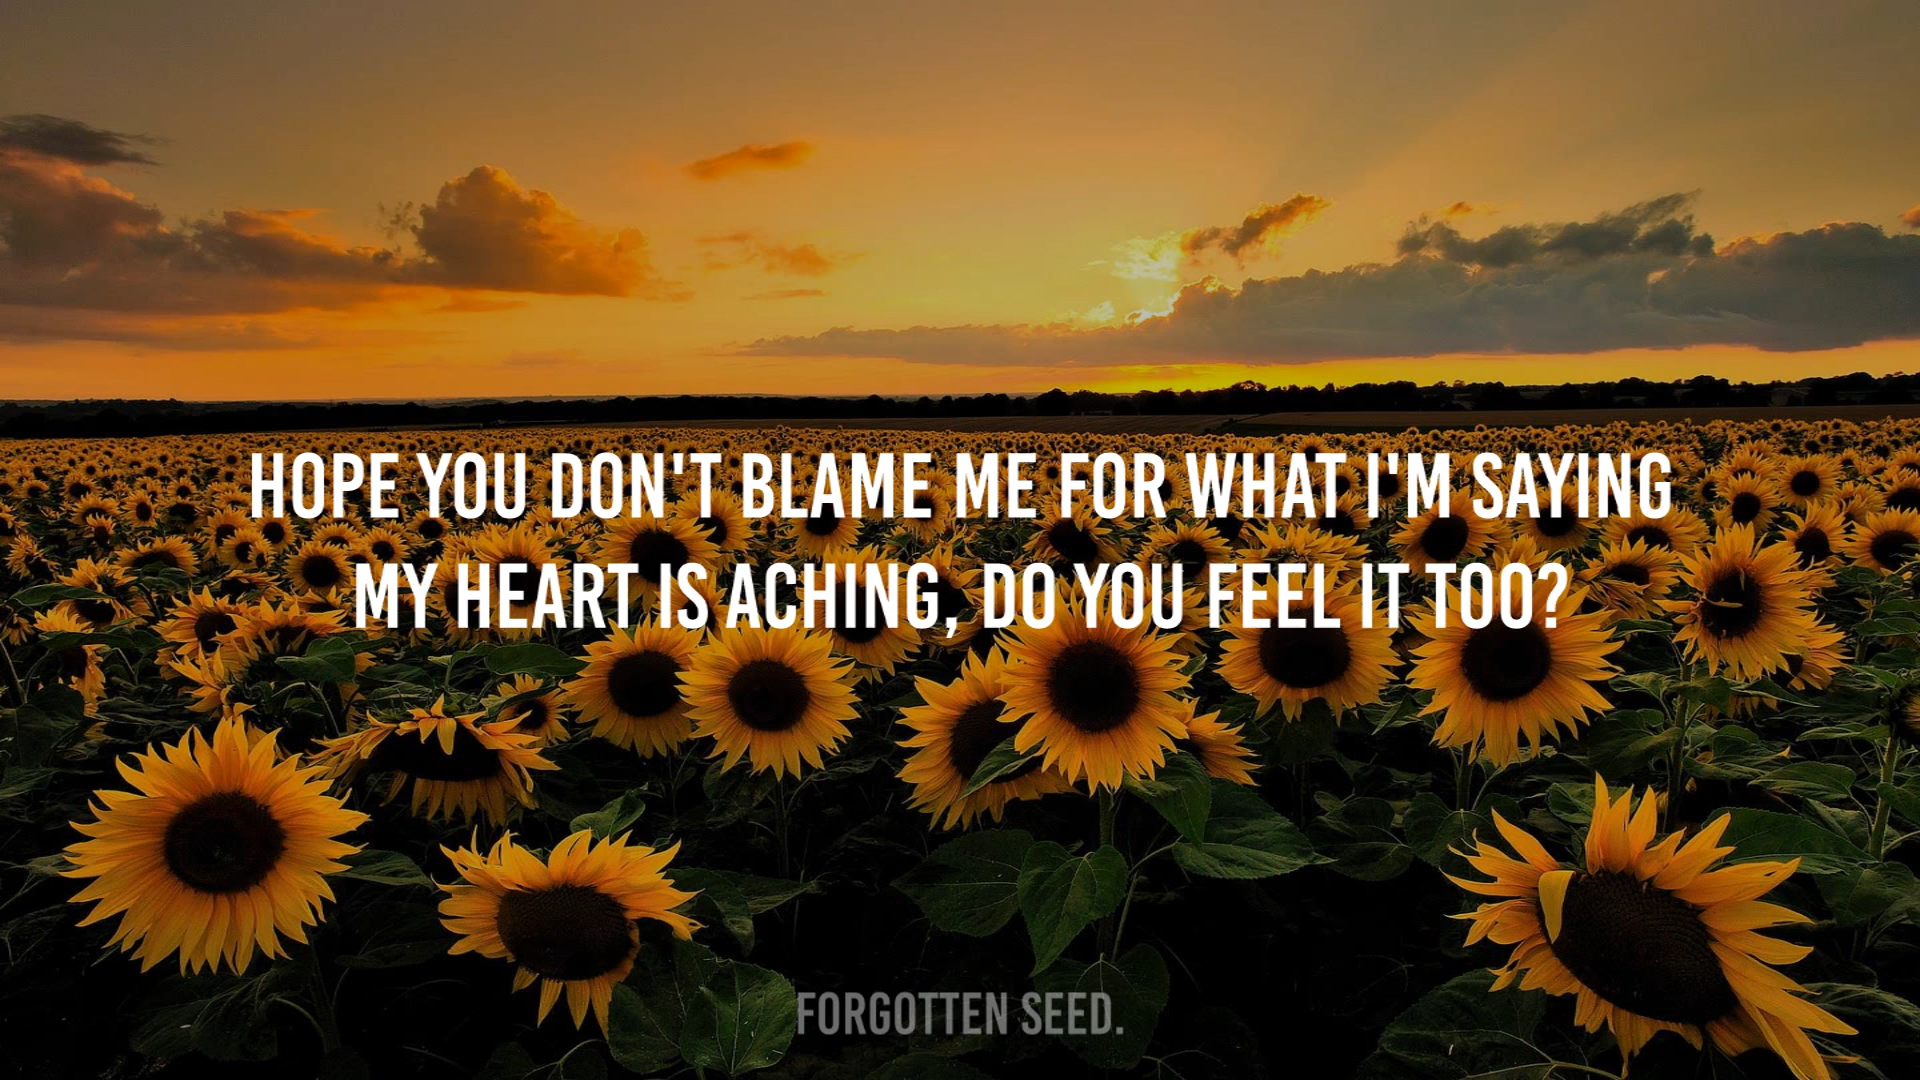 HOPE YOU DON'T BLAME ME FOR WHAT I'M SAYING
MY HEART IS ACHING, DO YOU FEEL IT TOO?
FORGOTTEN SEED.